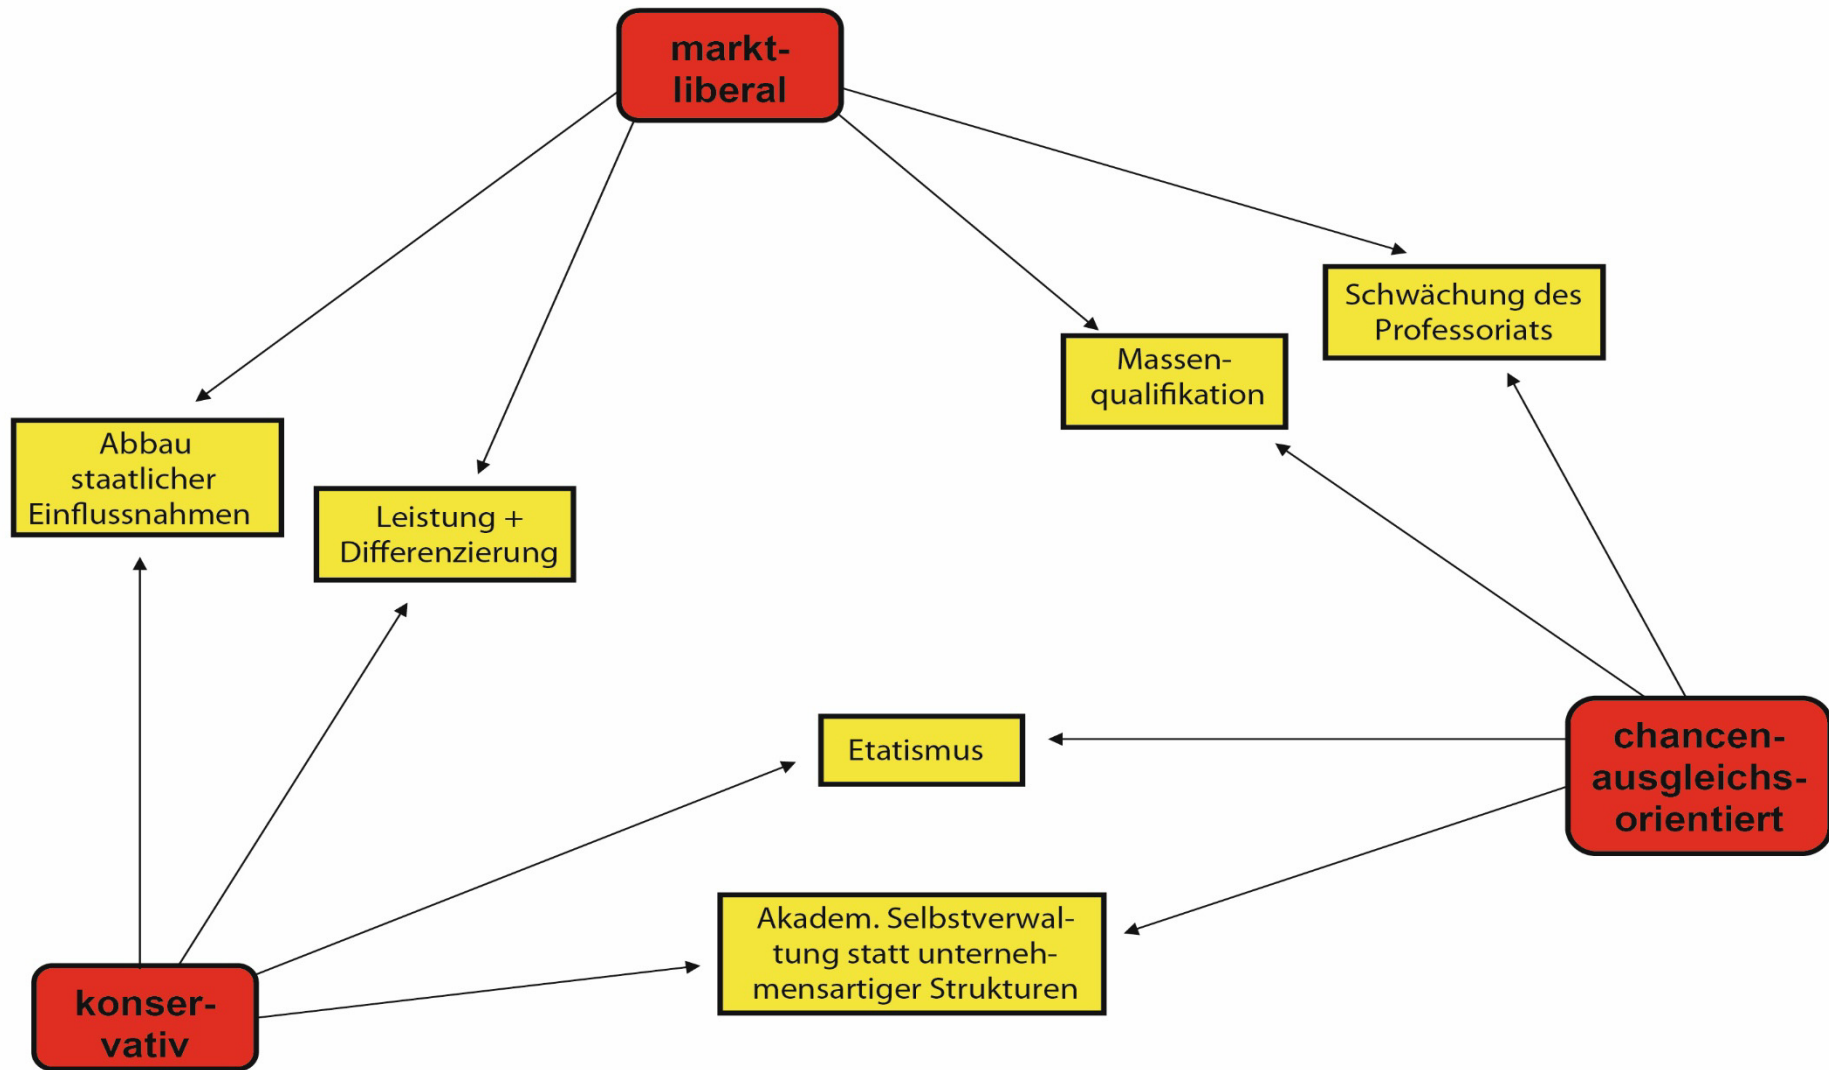 markt-
liberal
Schwächung des
Professoriats
Massen-
qualifikation
Abbau
staatlicher
Einflussnahmen
Leistung +
Differenzierung
Etatismus
chancen-
ausgleichs-
orientiert
Akadem. Selbstverwal-
tung statt unterneh-
mensartiger Strukturen
konser-
vativ